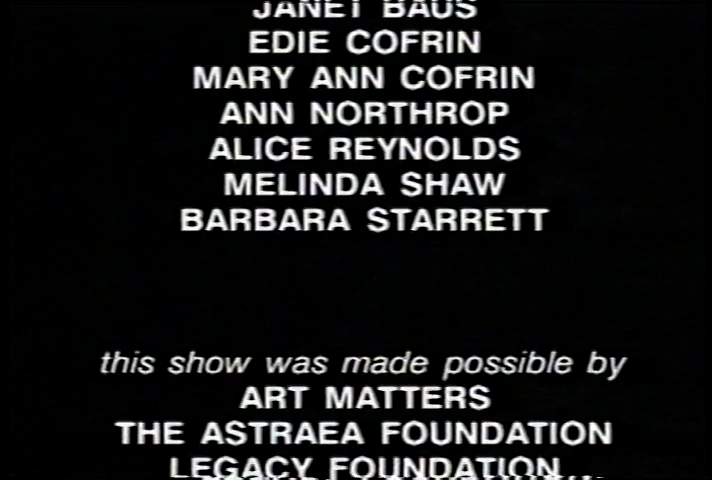 JANET BAUS
EDIE COFRIN
MARY ANN COFRIN
ANN NORTHROP
ALICE REYNOLDS
MELINDA SHAW
BARBARA STARRETT
this show was made possible by
ART MATTERS
THE ASTRAEA FOUNDATION
LEGACY FOUNDATION